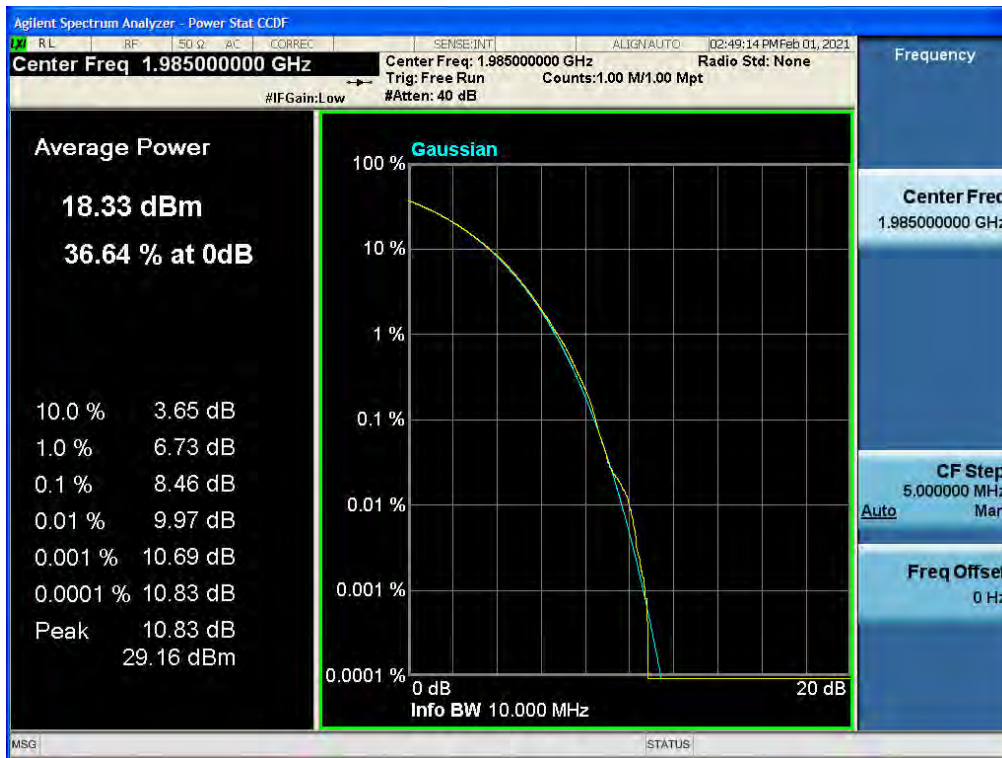 Agilent Spectrum Analyzer - Power Stat CCDF
LXI RL RF 50 Ω AC CORREC SENSE:INT ALIGNAUTO 02:49:14 PM Feb 01, 2021
Center Freq 1.985000000 GHz
Center Freq: 1.985000000 GHz Radio Std: None
Trig: Free Run Counts:1.00 M/1.00 Mpt
#IFGain:Low #Atten: 40 dB
Frequency
Average Power
18.33 dBm
36.64 % at 0dB
10.0 % 3.65 dB
1.0 % 6.73 dB
0.1 % 8.46 dB
0.01 % 9.97 dB
0.001 % 10.69 dB
0.0001 % 10.83 dB
Peak 10.83 dB
29.16 dBm
Gaussian
100 %
10 %
1 %
0.1 %
0.01 %
0.001 %
0.0001 %
0 dB 20 dB
Info BW 10.000 MHz
Center Freq
1.985000000 GHz
CF Step
5.000000 MHz
Auto Man
Freq Offset
0 Hz
MSG STATUS